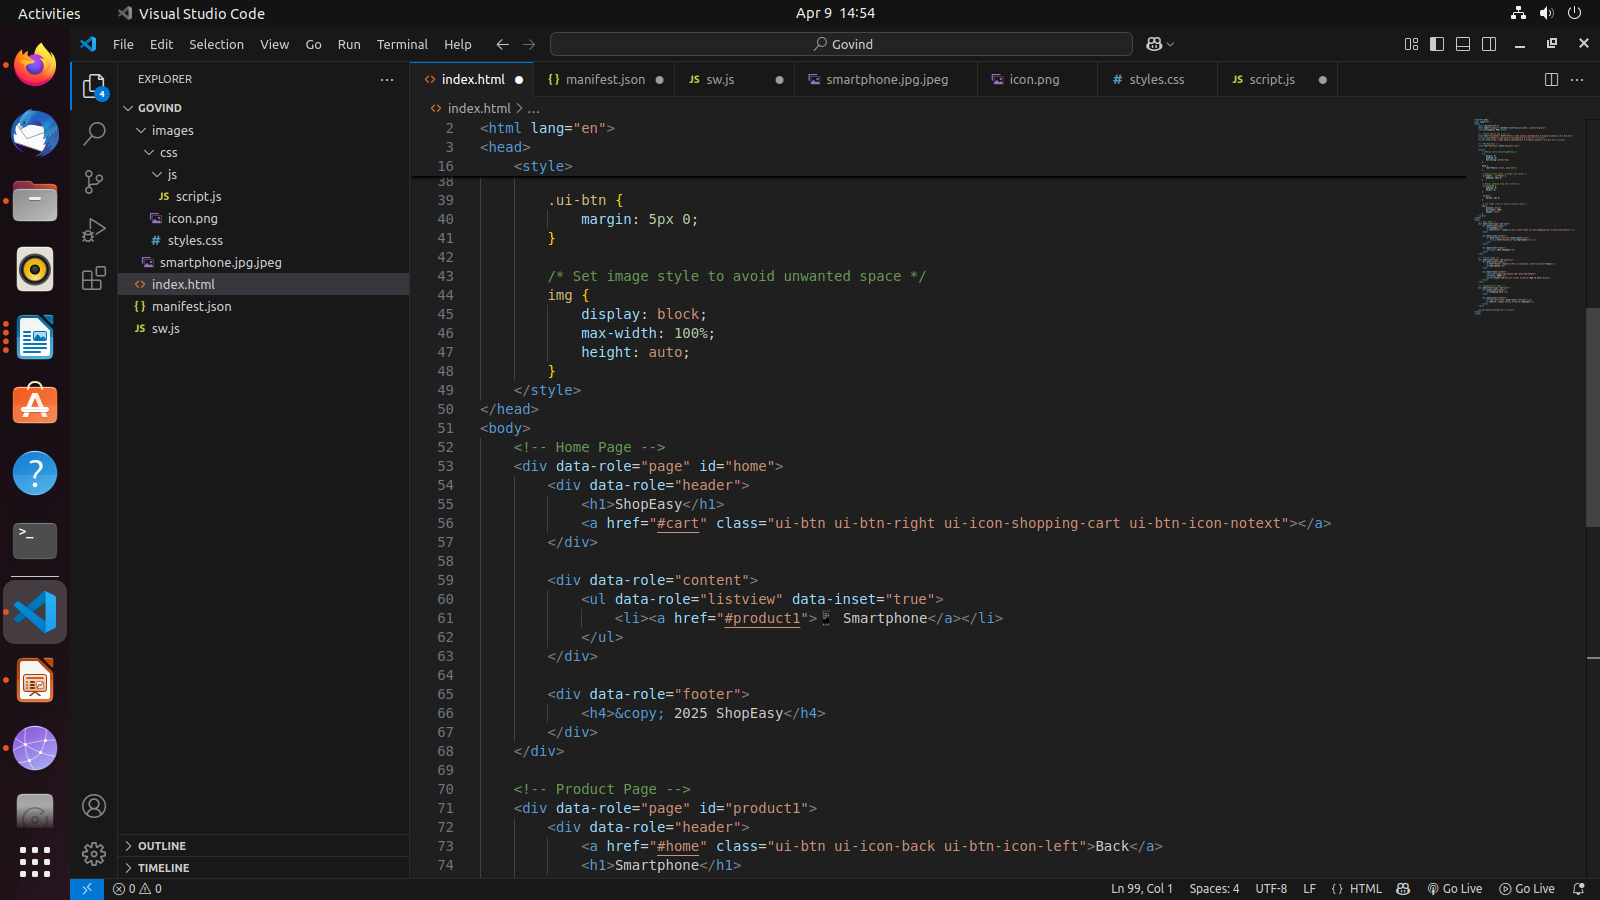 Activities
Visual Studio Code
Apr 9 14:54
File Edit Selection View Go Run Terminal Help
Govind
EXPLORER
GOVIND
images
css
js
JS script.js
icon.png
# styles.css
smartphone.jpg.jpeg
<> index.html
{} manifest.json
JS sw.js
OUTLINE
TIMELINE
<> index.html
{} manifest.json
JS sw.js
smartphone.jpg.jpeg
icon.png
# styles.css
JS script.js
<> index.html > ...
2 <html lang="en">
3 <head>
16 <style>
38
39 .ui-btn {
40 margin: 5px 0;
41 }
42
43 /* Set image style to avoid unwanted space */
44 img {
45 display: block;
46 max-width: 100%;
47 height: auto;
48 }
49 </style>
50 </head>
51 <body>
52 <!-- Home Page -->
53 <div data-role="page" id="home">
54 <div data-role="header">
55 <h1>ShopEasy</h1>
56 <a href="#cart" class="ui-btn ui-btn-right ui-icon-shopping-cart ui-btn-icon-notext"></a>
57 </div>
58
59 <div data-role="content">
60 <ul data-role="listview" data-inset="true">
61 <li><a href="#product1">📱 Smartphone</a></li>
62 </ul>
63 </div>
64
65 <div data-role="footer">
66 <h4>&copy; 2025 ShopEasy</h4>
67 </div>
68 </div>
69
70 <!-- Product Page -->
71 <div data-role="page" id="product1">
72 <div data-role="header">
73 <a href="#home" class="ui-btn ui-icon-back ui-btn-icon-left">Back</a>
74 <h1>Smartphone</h1>
4
0 0
Ln 99, Col 1
Spaces: 4
UTF-8
LF
{} HTML
Go Live
Go Live